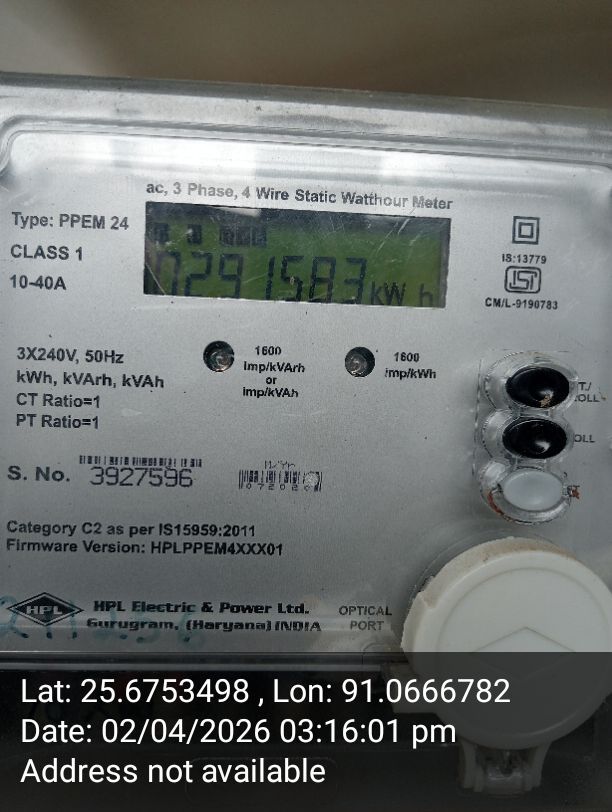 ac, 3 Phase, 4 Wire Static Watthour Meter
Type: PPEM 24
CLASS 1
10-40A
291583 kWh
IS:13779
ISI
CM/L-9190783
3X240V, 50Hz
kWh, kVArh, kVAh
CT Ratio=1
PT Ratio=1
1600
Imp/kVArh
or
imp/kVAh
1600
imp/kWh
S. No. 3927596
M/Yr.
Category C2 as per IS15959:2011
Firmware Version: HPLPPEM4XXX01
HPL
HPL Electric & Power Ltd.
Gurugram, (Haryana) INDIA
OPTICAL
PORT
Lat: 25.6753498 , Lon: 91.0666782
Date: 02/04/2026 03:16:01 pm
Address not available